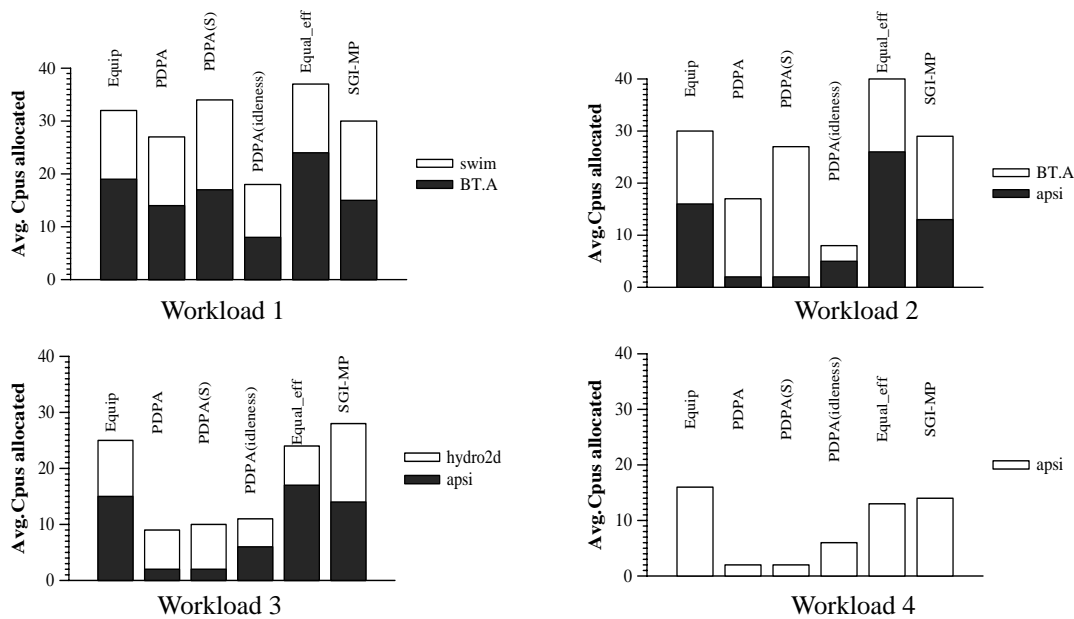 Avg. Cpus allocated
40
30
20
10
0
Equip
PDPA
PDPA(S)
PDPA(idleness)
Equal_eff
SGI-MP
swim
BT.A
Workload 1
Avg.Cpus allocated
40
30
20
10
0
Equip
PDPA
PDPA(S)
PDPA(idleness)
Equal_eff
SGI-MP
BT.A
apsi
Workload 2
Avg.Cpus allocated
40
30
20
10
0
Equip
PDPA
PDPA(S)
PDPA(idleness)
Equal_eff
SGI-MP
hydro2d
apsi
Workload 3
Avg.Cpus allocated
40
30
20
10
0
Equip
PDPA
PDPA(S)
PDPA(idleness)
Equal_eff
SGI-MP
apsi
Workload 4